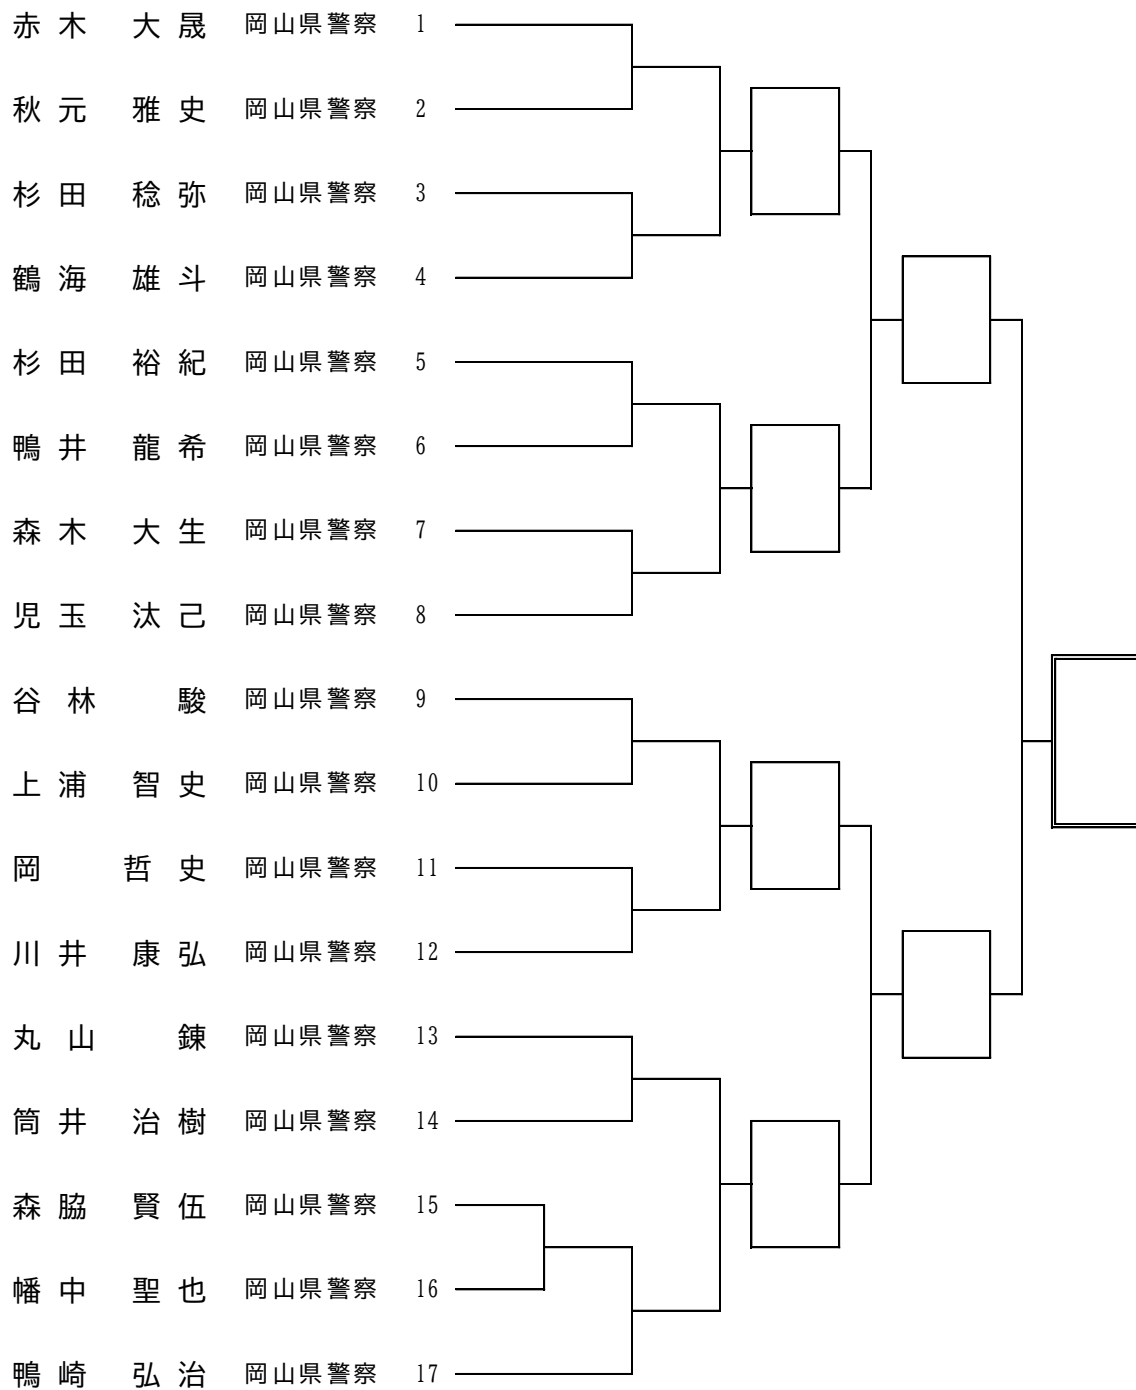 赤木 大晟 岡山県警察 1
秋元 雅史 岡山県警察 2
杉田 稔弥 岡山県警察 3
鶴海 雄斗 岡山県警察 4
杉田 裕紀 岡山県警察 5
鴨井 龍希 岡山県警察 6
森木 大生 岡山県警察 7
児玉 汰己 岡山県警察 8
谷林 駿 岡山県警察 9
上浦 智史 岡山県警察 10
岡 哲史 岡山県警察 11
川井 康弘 岡山県警察 12
丸山 錬 岡山県警察 13
筒井 治樹 岡山県警察 14
森脇 賢伍 岡山県警察 15
幡中 聖也 岡山県警察 16
鴨崎 弘治 岡山県警察 17